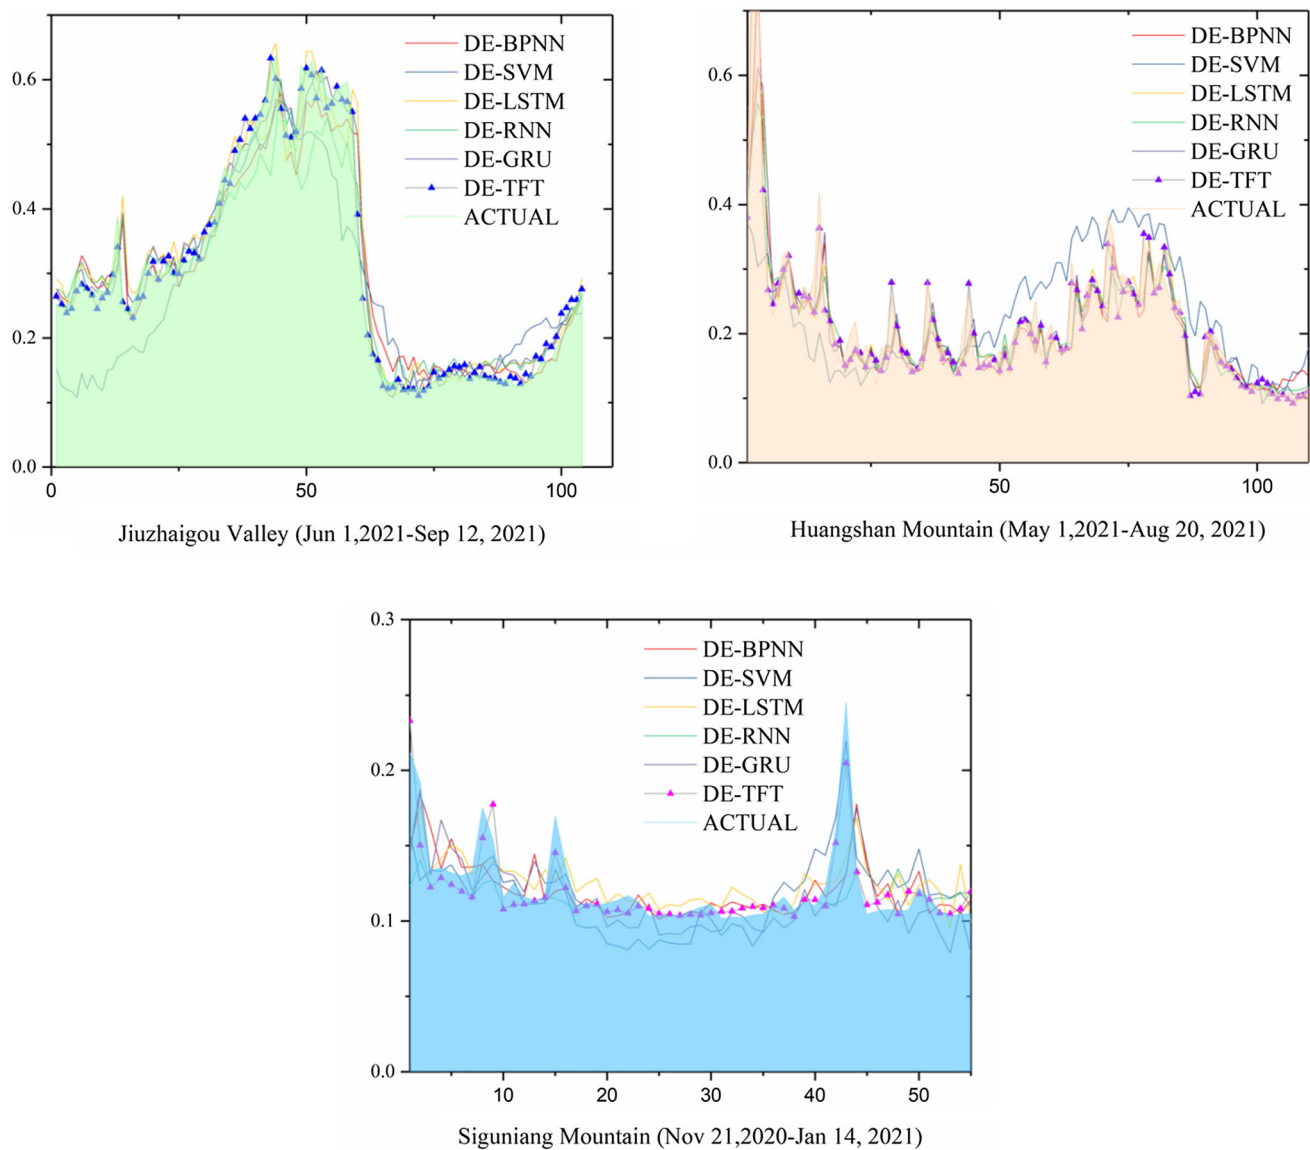 DE-BPNN
DE-SVM
DE-LSTM
DE-RNN
DE-GRU
DE-TFT
ACTUAL
0.6
0.4
0.2
0.0
0
50
100
Jiuzhaigou Valley (Jun 1,2021-Sep 12, 2021)
DE-BPNN
DE-SVM
DE-LSTM
DE-RNN
DE-GRU
DE-TFT
ACTUAL
0.6
0.4
0.2
0.0
50
100
Huangshan Mountain (May 1,2021-Aug 20, 2021)
0.3
DE-BPNN
DE-SVM
DE-LSTM
DE-RNN
DE-GRU
DE-TFT
ACTUAL
0.2
0.1
0.0
10
20
30
40
50
Siguniang Mountain (Nov 21,2020-Jan 14, 2021)